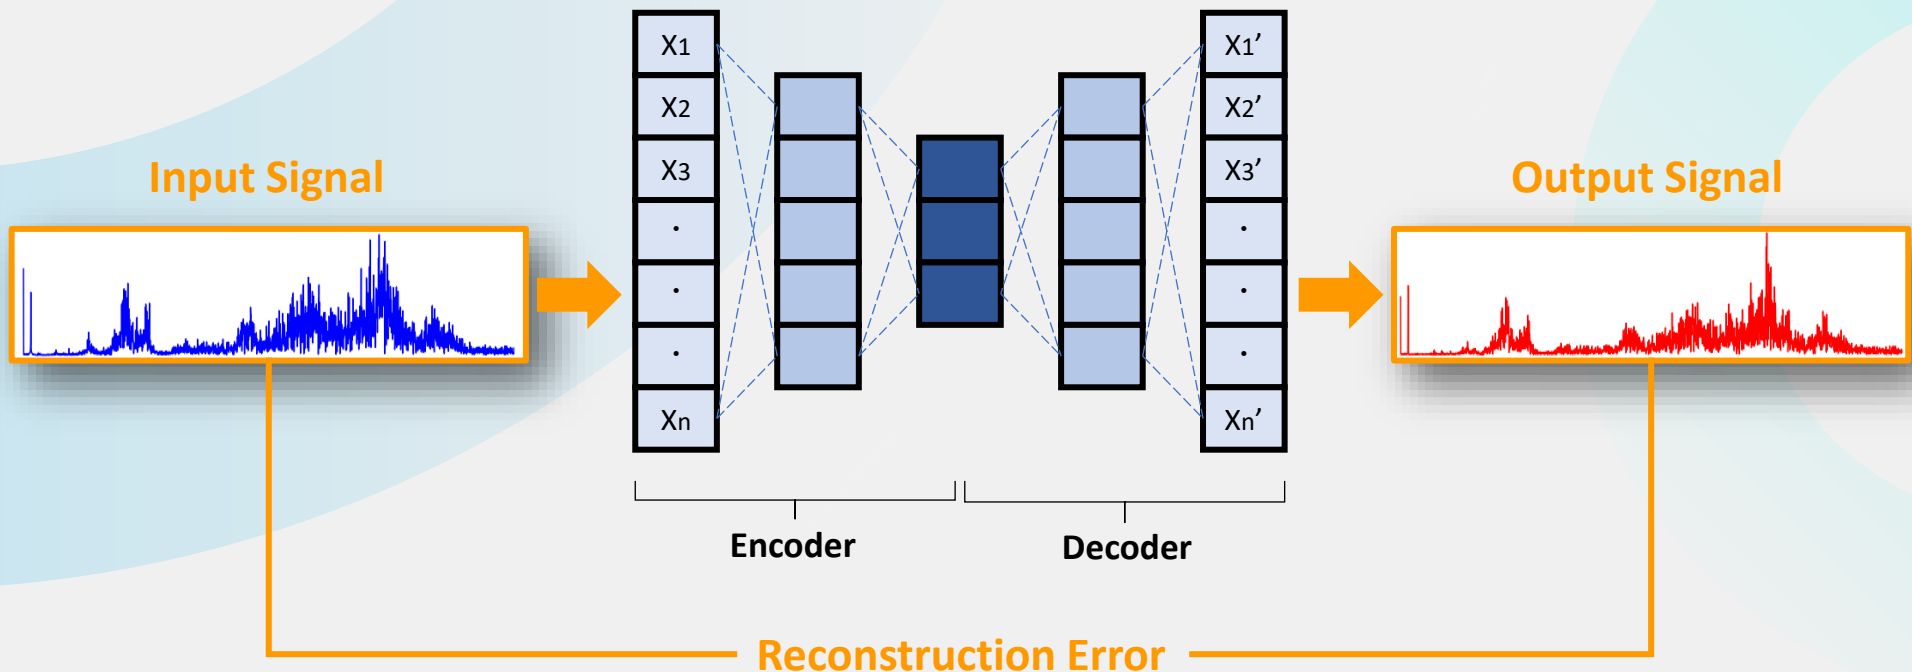 Input Signal
X1
X2
X3
.
.
.
Xn
X1’
X2’
X3’
.
.
.
Xn’
Output Signal
Encoder
Decoder
Reconstruction Error